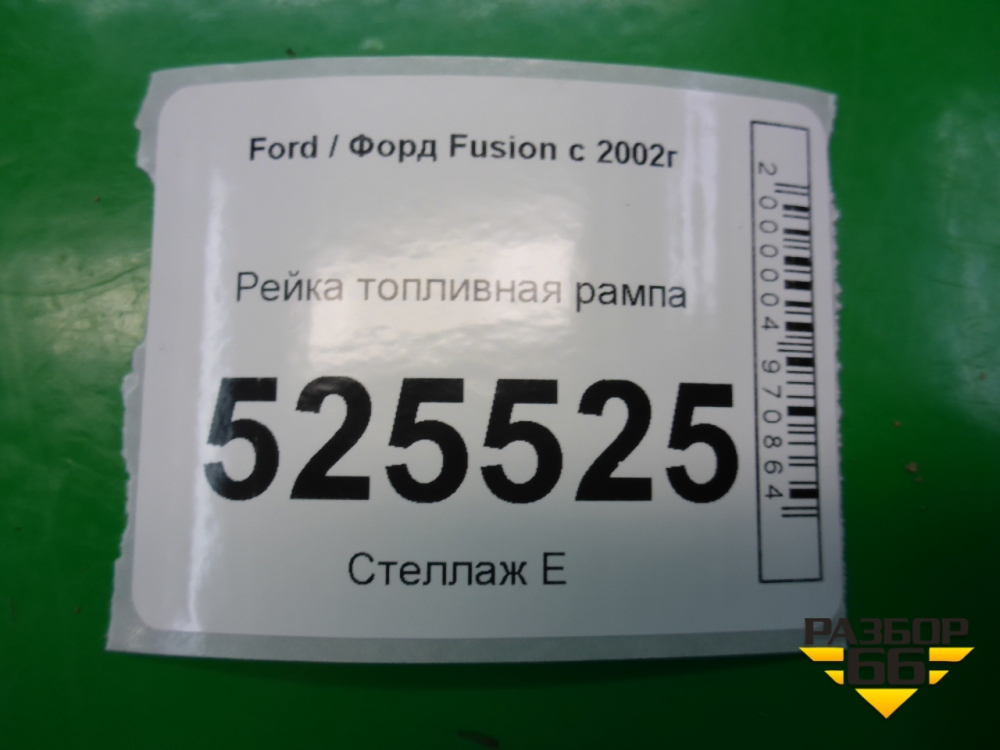 Ford / Форд Fusion с 2002г
Рейка топливная рампа
525525
Стеллаж Е
2000004970864
РАЗБОР
66